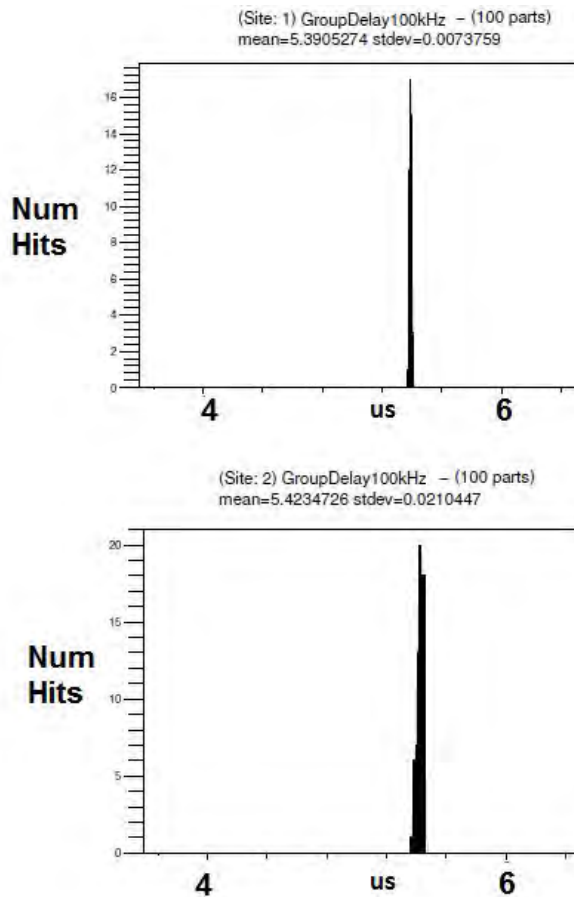 (Site: 1) GroupDelay100kHz – (100 parts)
mean=5.3905274 stdev=0.0073759
16
14
12
10
8
6
4
2
0
Num
Hits
4
us
6
(Site: 2) GroupDelay100kHz – (100 parts)
mean=5.4234726 stdev=0.0210447
20
15
10
5
0
Num
Hits
4
us
6